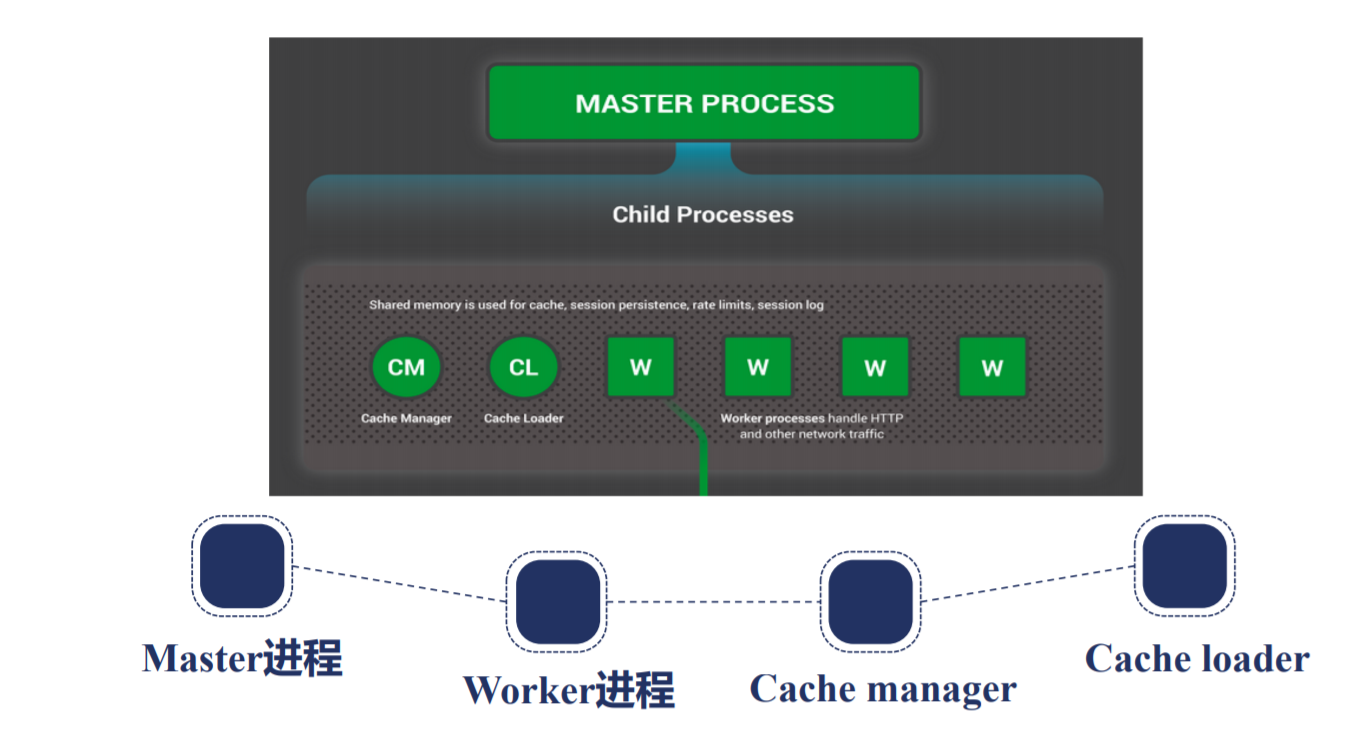 MASTER PROCESS
Child Processes
Shared memory is used for cache, session persistence, rate limits, session log
CM
CL
W
W
W
W
Cache Manager
Cache Loader
Worker processes handle HTTP
and other network traffic
Master进程
Worker进程
Cache manager
Cache loader